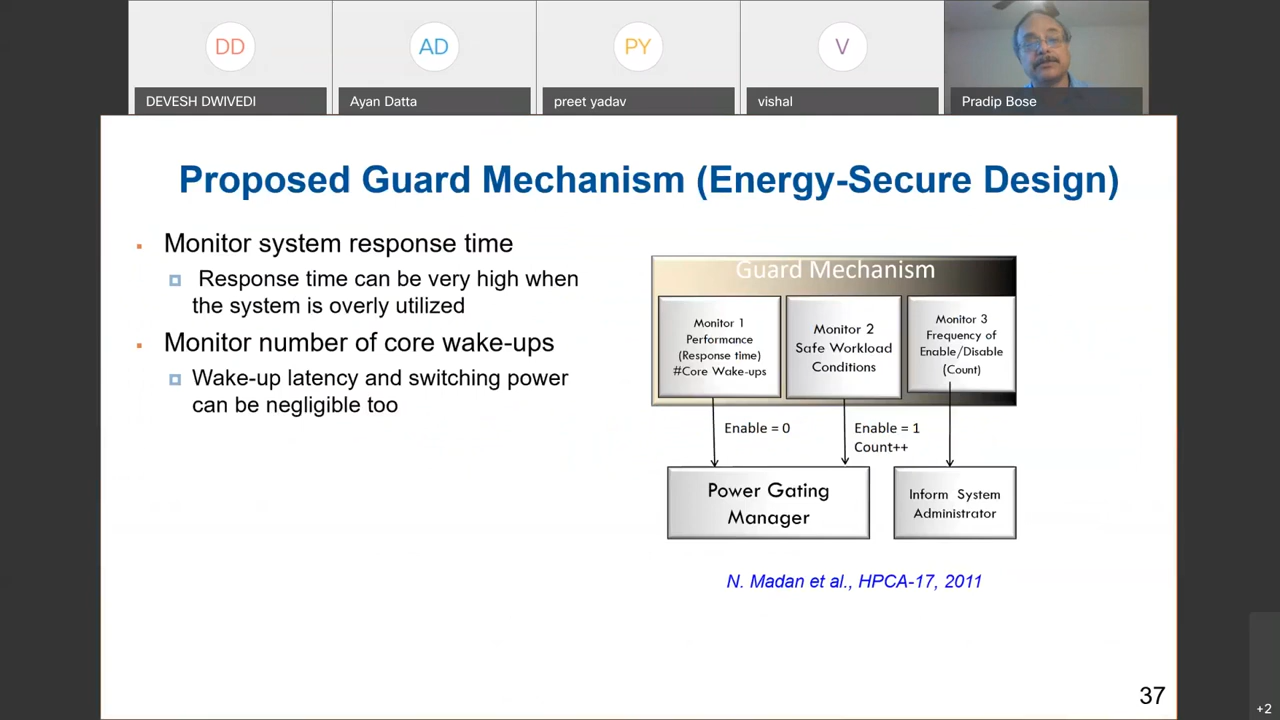 DD
AD
PY
V
DEVESH DWIVEDI
Ayan Datta
preet yadav
vishal
Pradip Bose
Proposed Guard Mechanism (Energy-Secure Design)
Monitor system response time
Response time can be very high when
the system is overly utilized
Monitor number of core wake-ups
Wake-up latency and switching power
can be negligible too
Guard Mechanism
Monitor 1
Performance
(Response time)
#Core Wake-ups
Monitor 2
Safe Workload
Conditions
Monitor 3
Frequency of
Enable/Disable
(Count)
Enable = 0
Enable = 1
Count++
Power Gating
Manager
Inform System
Administrator
N. Madan et al., HPCA-17, 2011
37
+2